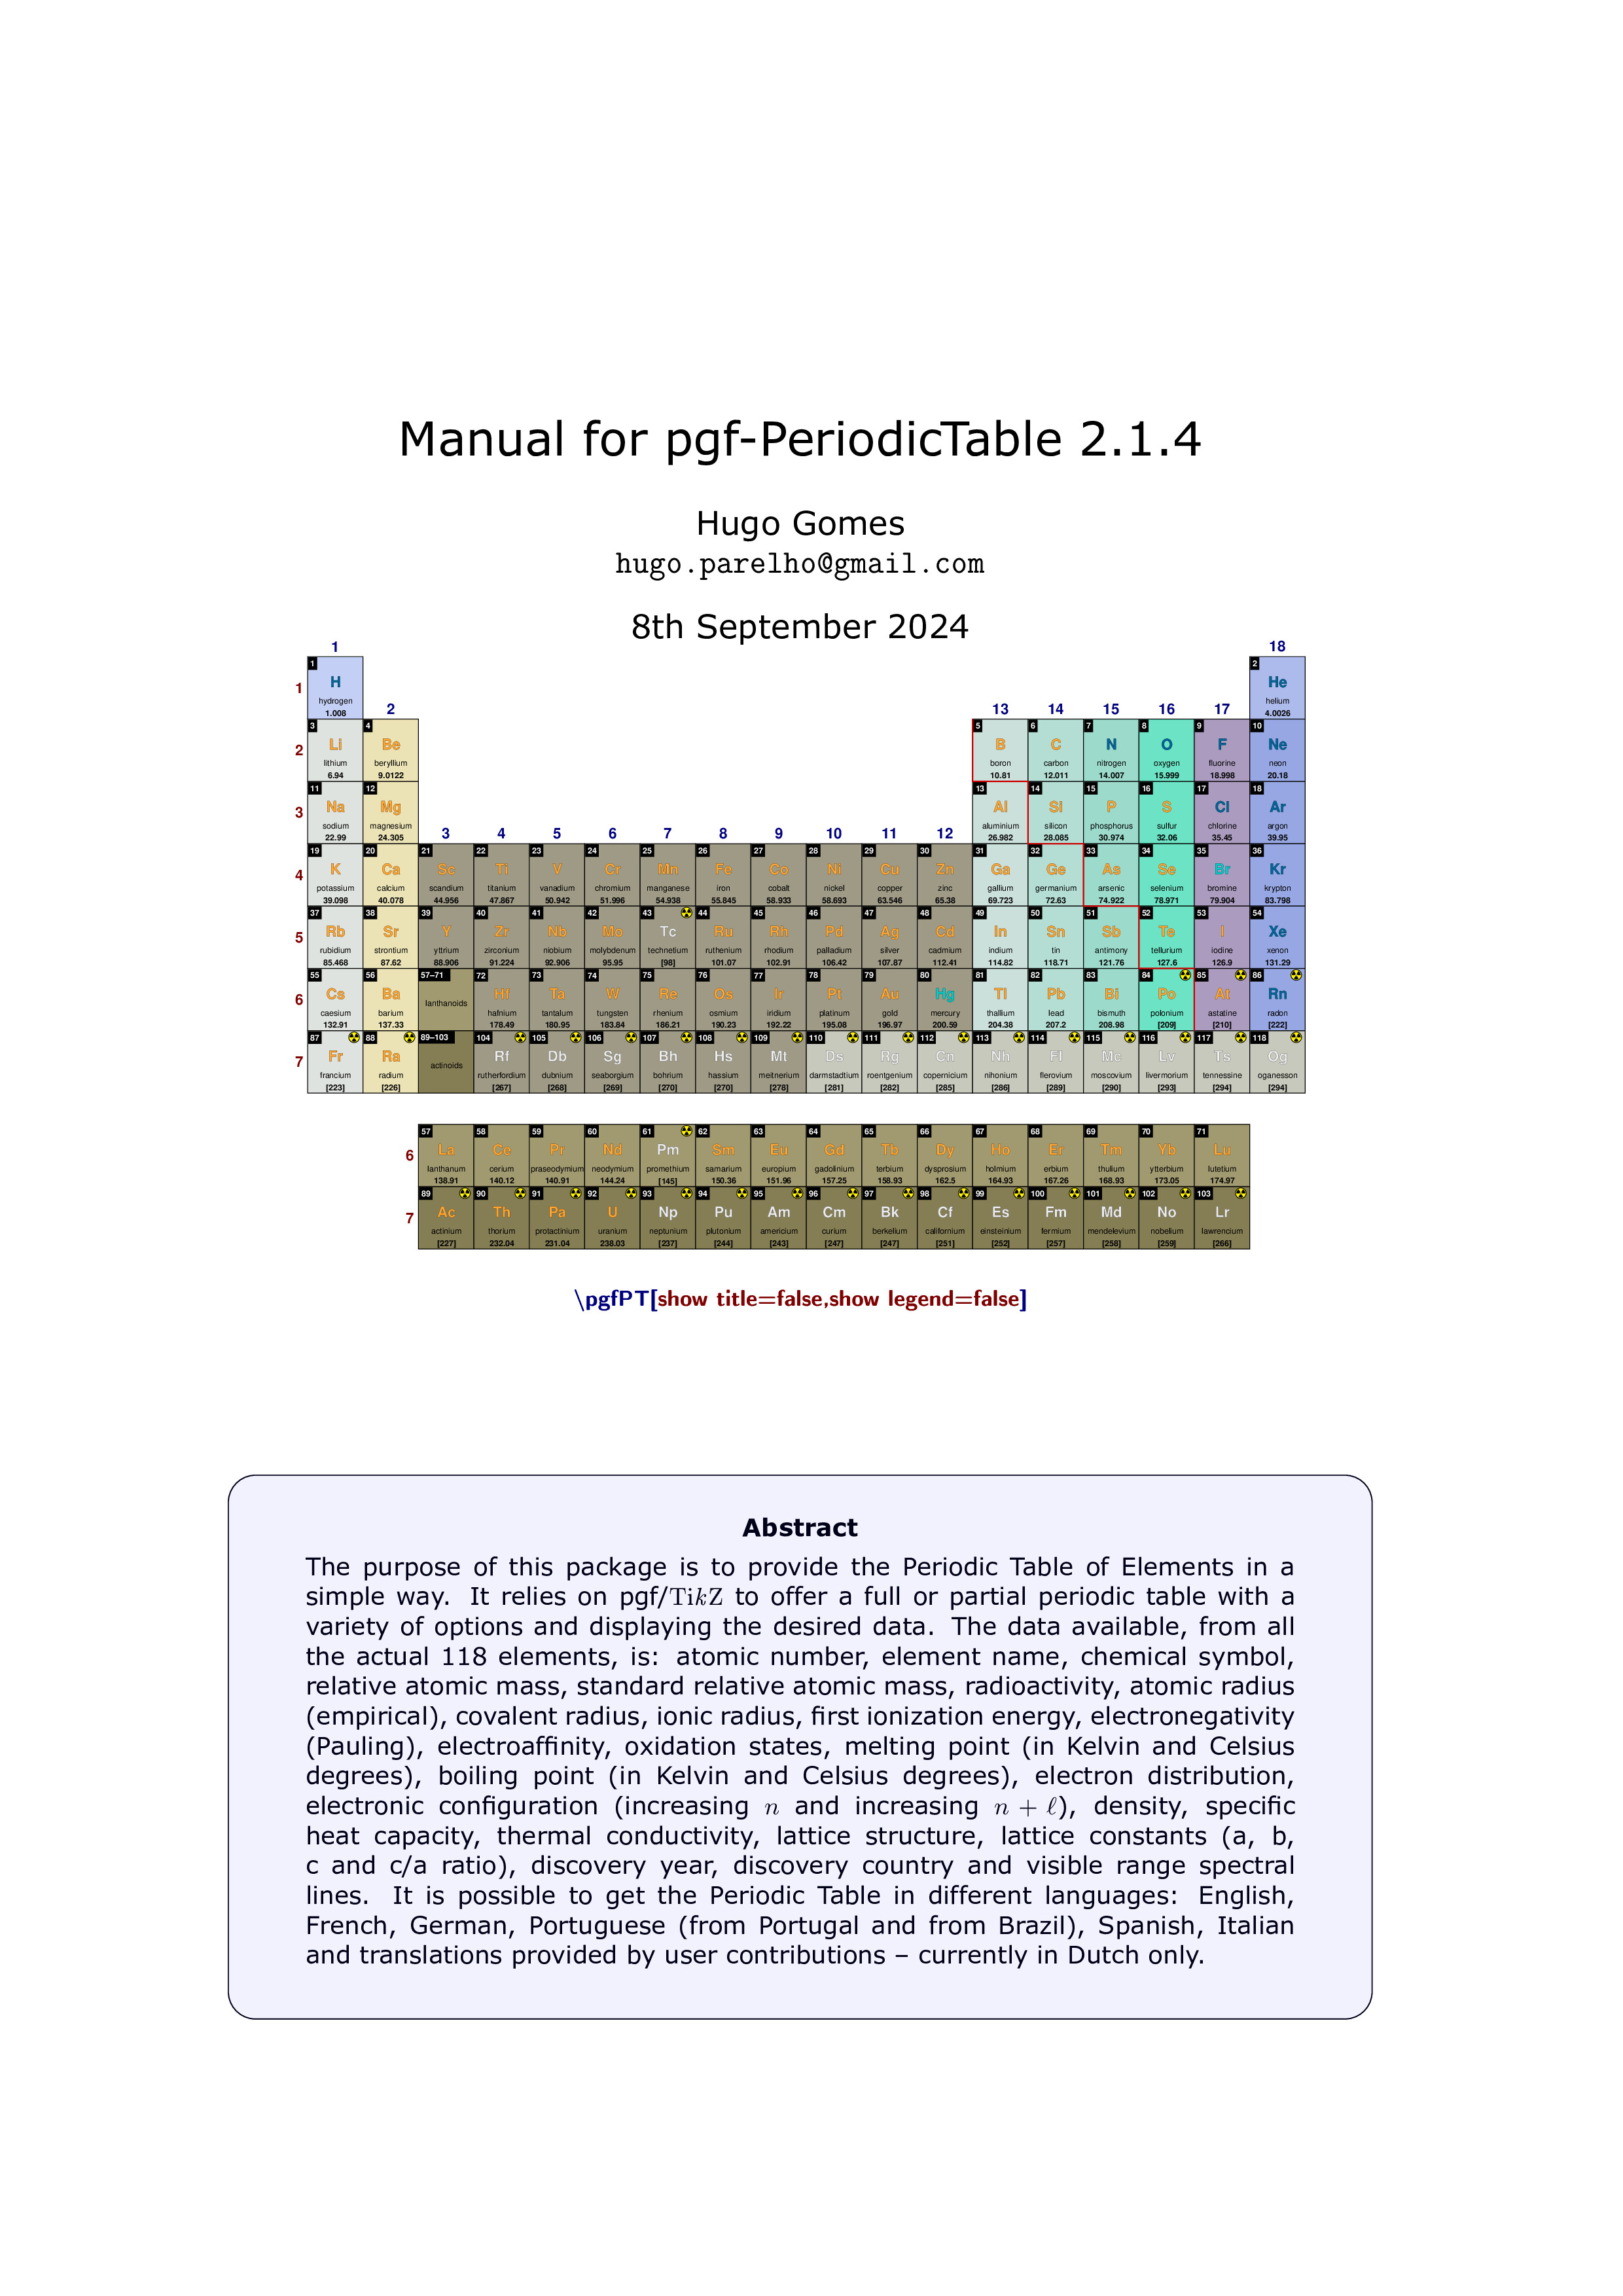 Manual for pgf-PeriodicTable 2.1.4
Hugo Gomes
hugo.parelho@gmail.com
8th September 2024
1 18
1 2
1 H He
hydrogen helium
1.008 2 4.0026
13 14 15 16 17
3 4 5 6 7 8 9 10
2 Li Be B C N O F Ne
lithium beryllium boron carbon nitrogen oxygen fluorine neon
6.94 9.0122 10.81 12.011 14.007 15.999 18.998 20.18
11 12 13 14 15 16 17 18
3 Na Mg Al Si P S Cl Ar
sodium magnesium aluminium silicon phosphorus sulfur chlorine argon
22.99 24.305 26.982 28.085 30.974 32.06 35.45 39.95
3 4 5 6 7 8 9 10 11 12
19 20 21 22 23 24 25 26 27 28 29 30 31 32 33 34 35 36
4 K Ca Sc Ti V Cr Mn Fe Co Ni Cu Zn Ga Ge As Se Br Kr
potassium calcium scandium titanium vanadium chromium manganese iron cobalt nickel copper zinc gallium germanium arsenic selenium bromine krypton
39.098 40.078 44.956 47.867 50.942 51.996 54.938 55.845 58.933 58.693 63.546 65.38 69.723 72.63 74.922 78.971 79.904 83.798
37 38 39 40 41 42 43 44 45 46 47 48 49 50 51 52 53 54
5 Rb Sr Y Zr Nb Mo Tc Ru Rh Pd Ag Cd In Sn Sb Te I Xe
rubidium strontium yttrium zirconium niobium molybdenum technetium ruthenium rhodium palladium silver cadmium indium tin antimony tellurium iodine xenon
85.468 87.62 88.906 91.224 92.906 95.95 [98] 101.07 102.91 106.42 107.87 112.41 114.82 118.71 121.76 127.6 126.9 131.29
55 56 57–71 72 73 74 75 76 77 78 79 80 81 82 83 84 85 86
6 Cs Ba lanthanoids Hf Ta W Re Os Ir Pt Au Hg Tl Pb Bi Po At Rn
caesium barium hafnium tantalum tungsten rhenium osmium iridium platinum gold mercury thallium lead bismuth polonium astatine radon
132.91 137.33 178.49 180.95 183.84 186.21 190.23 192.22 195.08 196.97 200.59 204.38 207.2 208.98 [209] [210] [222]
87 88 89–103 104 105 106 107 108 109 110 111 112 113 114 115 116 117 118
7 Fr Ra actinoids Rf Db Sg Bh Hs Mt Ds Rg Cn Nh Fl Mc Lv Ts Og
francium radium rutherfordium dubnium seaborgium bohrium hassium meitnerium darmstadtium roentgenium copernicium nihonium flerovium moscovium livermorium tennessine oganesson
[223] [226] [267] [268] [269] [270] [270] [278] [281] [282] [285] [286] [289] [290] [293] [294] [294]
57 58 59 60 61 62 63 64 65 66 67 68 69 70 71
6 La Ce Pr Nd Pm Sm Eu Gd Tb Dy Ho Er Tm Yb Lu
lanthanum cerium praseodymium neodymium promethium samarium europium gadolinium terbium dysprosium holmium erbium thulium ytterbium lutetium
138.91 140.12 140.91 144.24 [145] 150.36 151.96 157.25 158.93 162.5 164.93 167.26 168.93 173.05 174.97
89 90 91 92 93 94 95 96 97 98 99 100 101 102 103
7 Ac Th Pa U Np Pu Am Cm Bk Cf Es Fm Md No Lr
actinium thorium protactinium uranium neptunium plutonium americium curium berkelium californium einsteinium fermium mendelevium nobelium lawrencium
[227] 232.04 231.04 238.03 [237] [244] [243] [247] [247] [251] [252] [257] [258] [259] [266]
\pgfPT[show title=false,show legend=false]
Abstract
The purpose of this package is to provide the Periodic Table of Elements in a
simple way. It relies on pgf/TikZ to offer a full or partial periodic table with a
variety of options and displaying the desired data. The data available, from all
the actual 118 elements, is: atomic number, element name, chemical symbol,
relative atomic mass, standard relative atomic mass, radioactivity, atomic radius
(empirical), covalent radius, ionic radius, first ionization energy, electronegativity
(Pauling), electroaffinity, oxidation states, melting point (in Kelvin and Celsius
degrees), boiling point (in Kelvin and Celsius degrees), electron distribution,
electronic configuration (increasing n and increasing n + ℓ), density, specific
heat capacity, thermal conductivity, lattice structure, lattice constants (a, b,
c and c/a ratio), discovery year, discovery country and visible range spectral
lines. It is possible to get the Periodic Table in different languages: English,
French, German, Portuguese (from Portugal and from Brazil), Spanish, Italian
and translations provided by user contributions – currently in Dutch only.